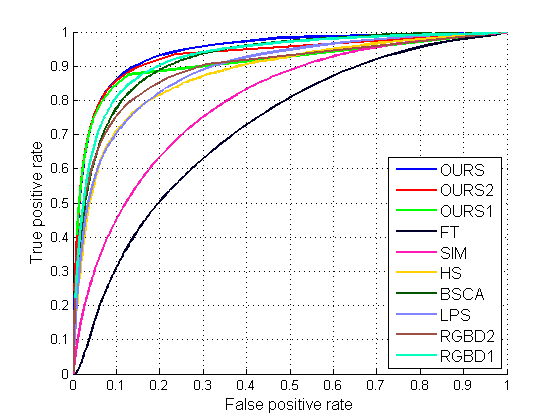 1
0.9
0.8
0.7
0.6
0.5
0.4
0.3
0.2
0.1
0
True positive rate
OURS
OURS2
OURS1
FT
SIM
HS
BSCA
LPS
RGBD2
RGBD1
0 0.1 0.2 0.3 0.4 0.5 0.6 0.7 0.8 0.9 1
False positive rate